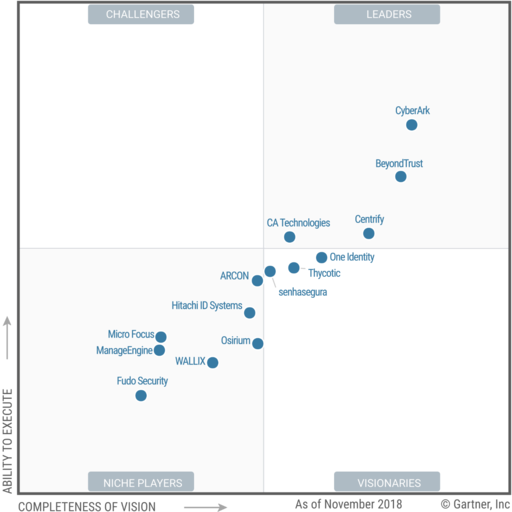 CHALLENGERS
LEADERS
CyberArk
BeyondTrust
Centrify
CA Technologies
One Identity
Thycotic
senhasegura
ARCON
Hitachi ID Systems
Osirium
Micro Focus
ManageEngine
WALLIX
Fudo Security
NICHE PLAYERS
VISIONARIES
ABILITY TO EXECUTE
COMPLETENESS OF VISION
As of November 2018
© Gartner, Inc